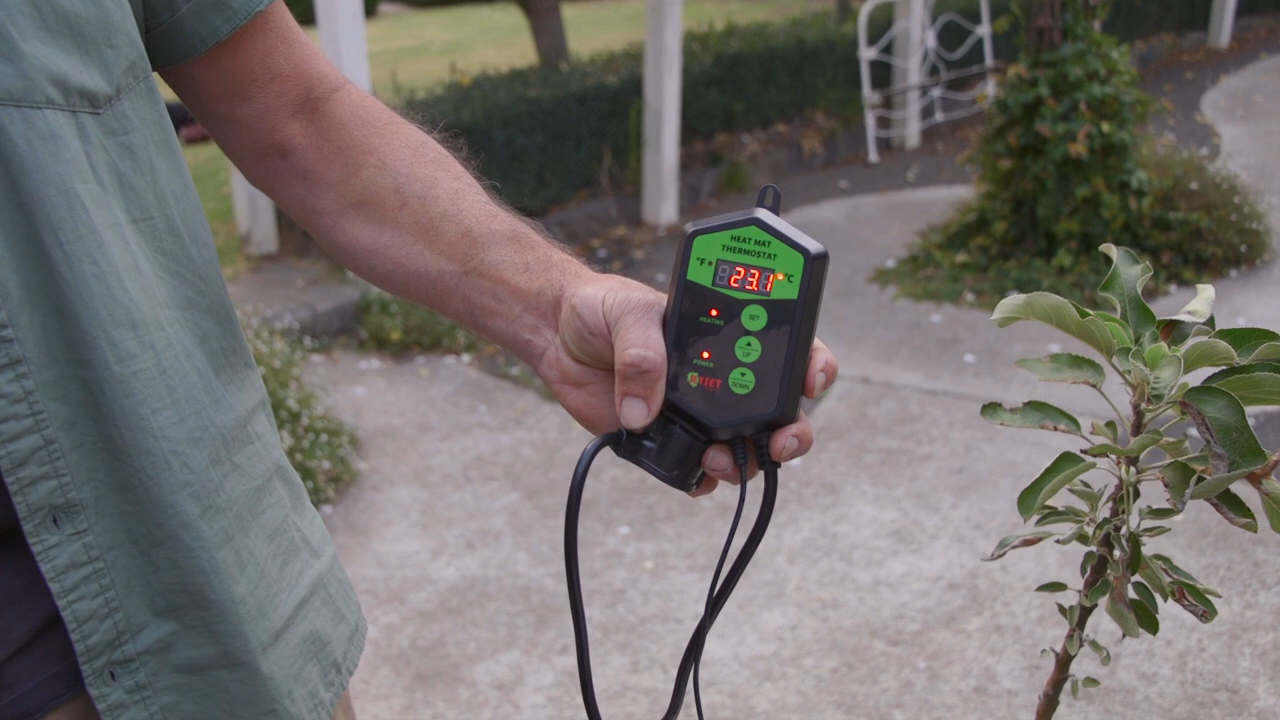 HEAT MAT
THERMOSTAT
°F
23.1
°C
HEATING
SET
UP
POWER
DOWN